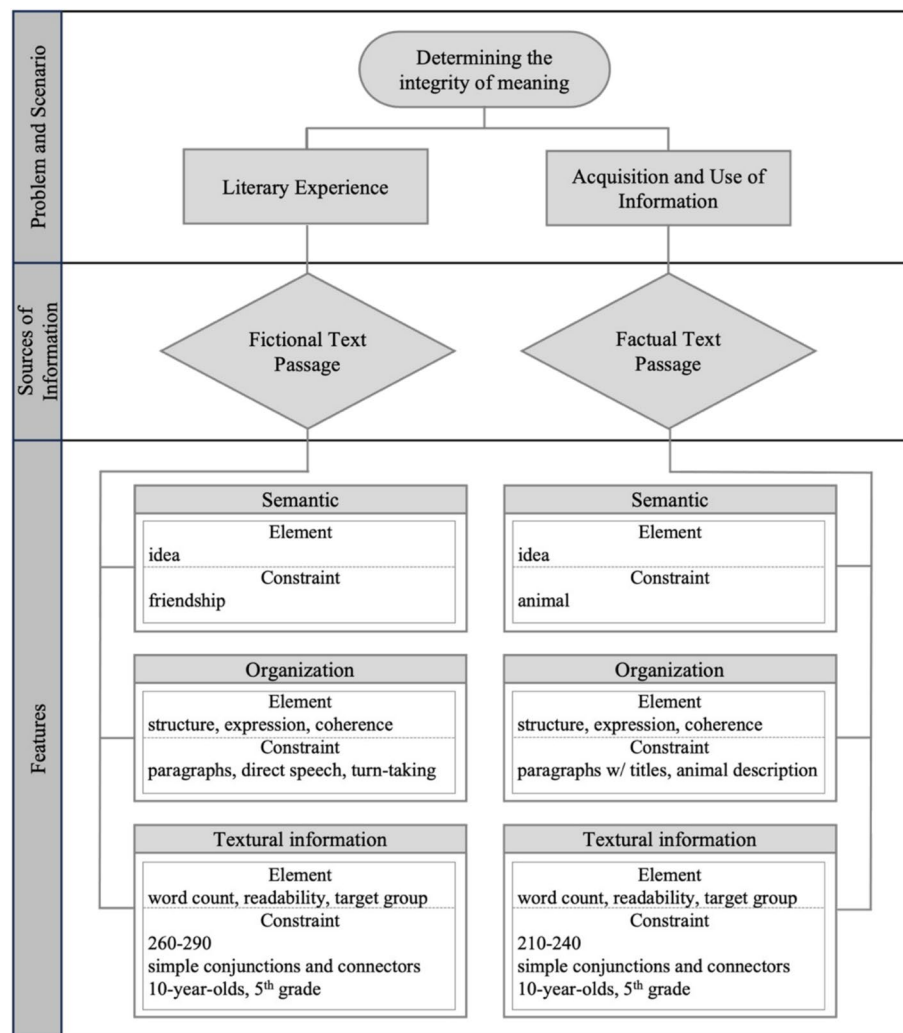 Problem and Scenario
Determining the
integrity of meaning
Literary Experience
Acquisition and Use of
Information
Sources of
Information
Fictional Text
Passage
Factual Text
Passage
Features
Semantic
Element
idea
Constraint
friendship
Organization
Element
structure, expression, coherence
Constraint
paragraphs, direct speech, turn-taking
Textural information
Element
word count, readability, target group
Constraint
260-290
simple conjunctions and connectors
10-year-olds, 5th grade
Semantic
Element
idea
Constraint
animal
Organization
Element
structure, expression, coherence
Constraint
paragraphs w/ titles, animal description
Textural information
Element
word count, readability, target group
Constraint
210-240
simple conjunctions and connectors
10-year-olds, 5th grade